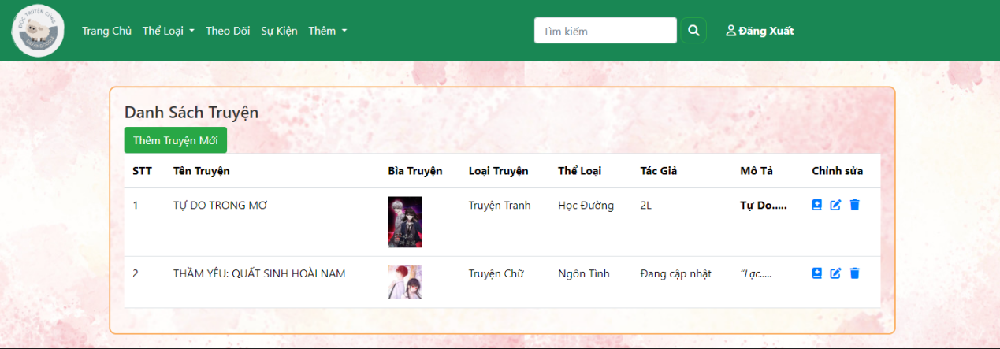 ĐỌC TRUYỆN CÙNG
Trang Chủ Thể Loại Theo Dõi Sự Kiện Thêm Tìm kiếm Đăng Xuất
Danh Sách Truyện
Thêm Truyện Mới
STT Tên Truyện Bìa Truyện Loại Truyện Thể Loại Tác Giả Mô Tả Chỉnh sửa
1 TỰ DO TRONG MƠ Truyện Tranh Học Đường 2L Tự Do.....
2 THẦM YÊU: QUẤT SINH HOÀI NAM Truyện Chữ Ngôn Tình Đang cập nhật “Lạc.....